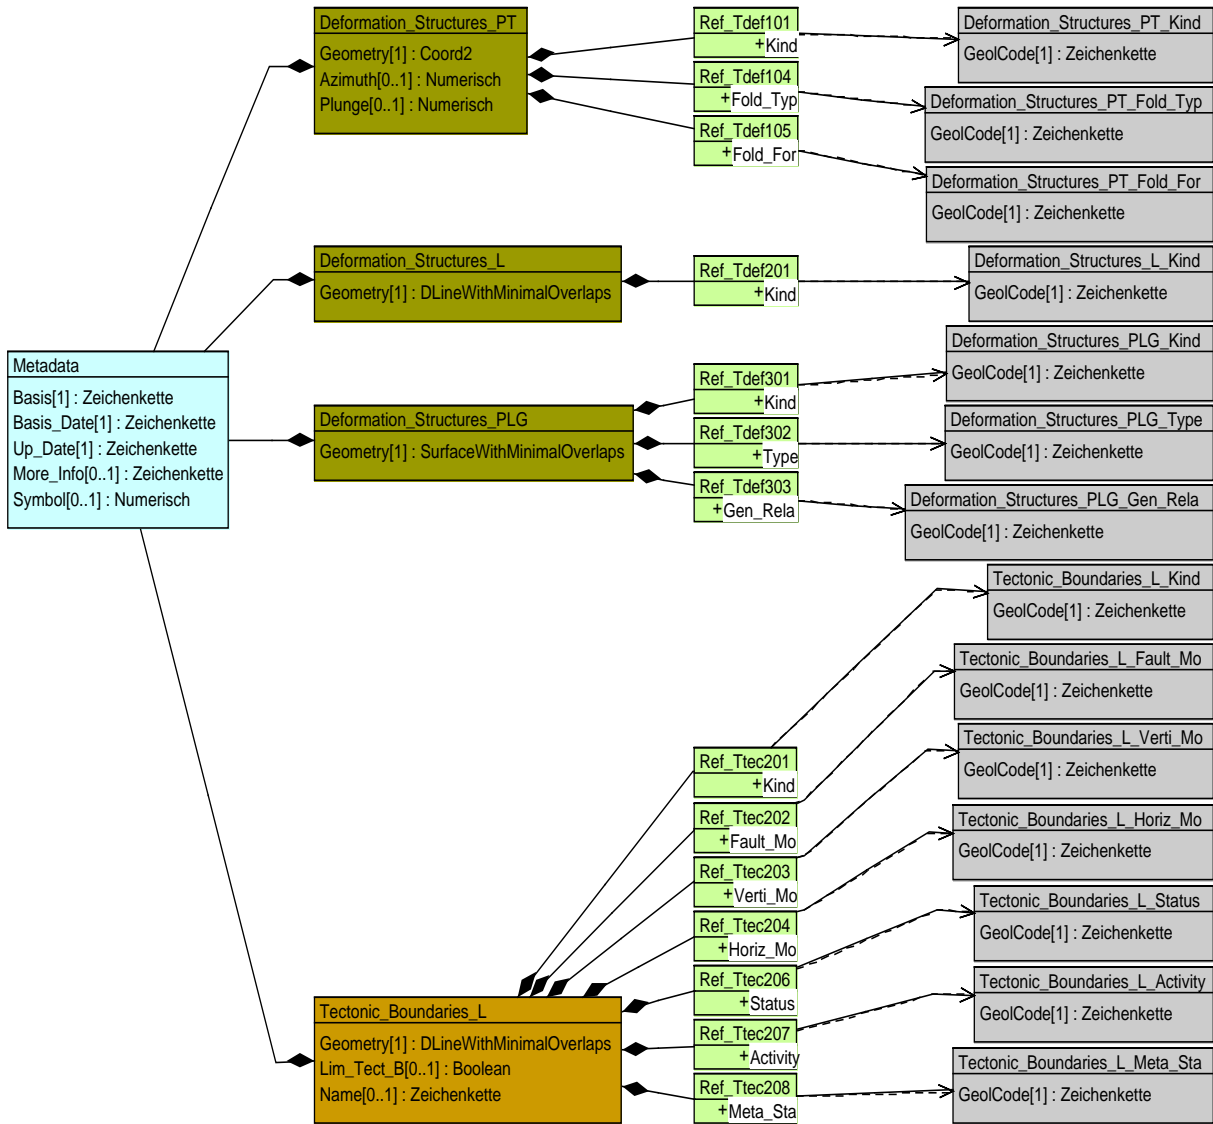 Metadata
Basis[1] : Zeichenkette
Basis_Date[1] : Zeichenkette
Up_Date[1] : Zeichenkette
More_Info[0..1] : Zeichenkette
Symbol[0..1] : Numerisch
Deformation_Structures_PT
Geometry[1] : Coord2
Azimuth[0..1] : Numerisch
Plunge[0..1] : Numerisch
Ref_Tdef101
+Kind
Ref_Tdef104
+Fold_Typ
Ref_Tdef105
+Fold_For
Deformation_Structures_PT_Kind
GeolCode[1] : Zeichenkette
Deformation_Structures_PT_Fold_Typ
GeolCode[1] : Zeichenkette
Deformation_Structures_PT_Fold_For
GeolCode[1] : Zeichenkette
Deformation_Structures_L
Geometry[1] : DLineWithMinimalOverlaps
Ref_Tdef201
+Kind
Deformation_Structures_L_Kind
GeolCode[1] : Zeichenkette
Deformation_Structures_PLG
Geometry[1] : SurfaceWithMinimalOverlaps
Ref_Tdef301
+Kind
Ref_Tdef302
+Type
Ref_Tdef303
+Gen_Rela
Deformation_Structures_PLG_Kind
GeolCode[1] : Zeichenkette
Deformation_Structures_PLG_Type
GeolCode[1] : Zeichenkette
Deformation_Structures_PLG_Gen_Rela
GeolCode[1] : Zeichenkette
Tectonic_Boundaries_L
Geometry[1] : DLineWithMinimalOverlaps
Lim_Tect_B[0..1] : Boolean
Name[0..1] : Zeichenkette
Ref_Ttec201
+Kind
Ref_Ttec202
+Fault_Mo
Ref_Ttec203
+Verti_Mo
Ref_Ttec204
+Horiz_Mo
Ref_Ttec206
+Status
Ref_Ttec207
+Activity
Ref_Ttec208
+Meta_Sta
Tectonic_Boundaries_L_Kind
GeolCode[1] : Zeichenkette
Tectonic_Boundaries_L_Fault_Mo
GeolCode[1] : Zeichenkette
Tectonic_Boundaries_L_Verti_Mo
GeolCode[1] : Zeichenkette
Tectonic_Boundaries_L_Horiz_Mo
GeolCode[1] : Zeichenkette
Tectonic_Boundaries_L_Status
GeolCode[1] : Zeichenkette
Tectonic_Boundaries_L_Activity
GeolCode[1] : Zeichenkette
Tectonic_Boundaries_L_Meta_Sta
GeolCode[1] : Zeichenkette